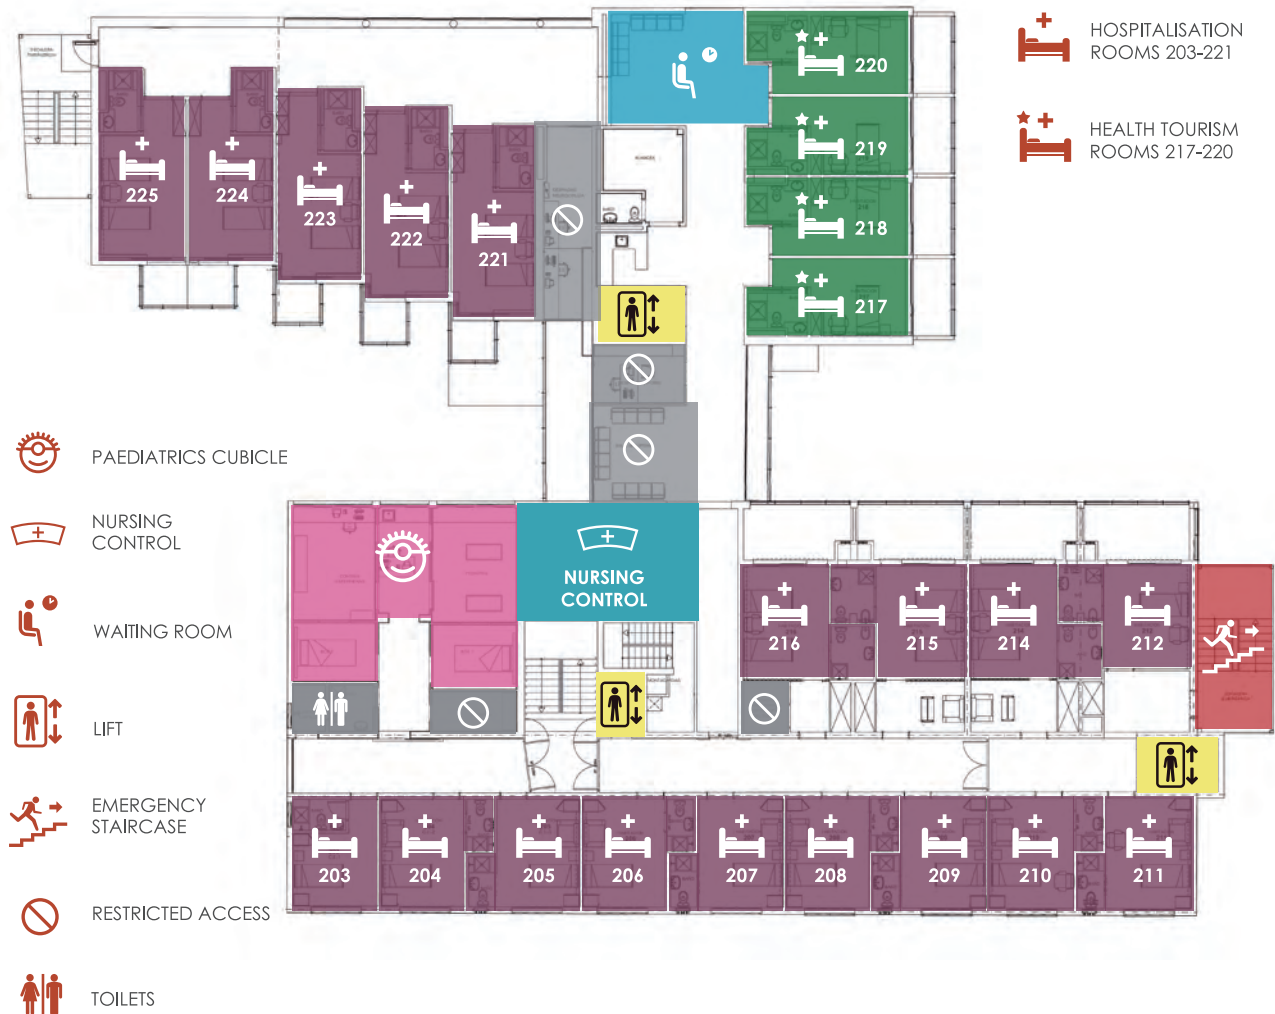 HOSPITALISATION
ROOMS 203-221
HEALTH TOURISM
ROOMS 217-220
220
219
218
217
225
224
223
222
221
PAEDIATRICS CUBICLE
NURSING
CONTROL
WAITING ROOM
LIFT
EMERGENCY
STAIRCASE
RESTRICTED ACCESS
TOILETS
NURSING
CONTROL
216
215
214
212
203
204
205
206
207
208
209
210
211